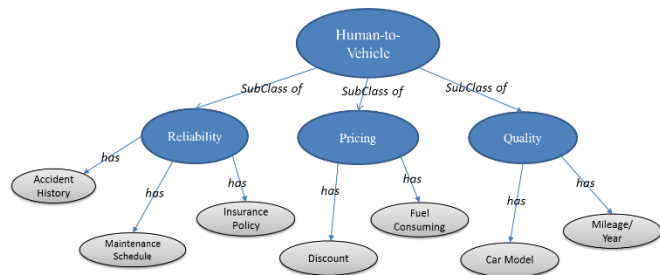 Human-to-
Vehicle
SubClass of
SubClass of
SubClass of
Reliability
Pricing
Quality
has
has
has
has
has
has
has
Accident
History
Maintenance
Schedule
Insurance
Policy
Discount
Fuel
Consuming
Car Model
Mileage/
Year